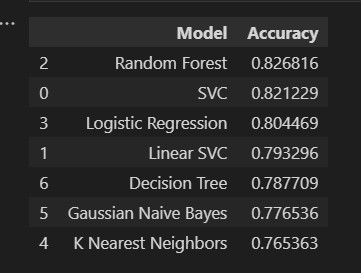 ...
Model Accuracy
2 Random Forest 0.826816
0 SVC 0.821229
3 Logistic Regression 0.804469
1 Linear SVC 0.793296
6 Decision Tree 0.787709
5 Gaussian Naive Bayes 0.776536
4 K Nearest Neighbors 0.765363